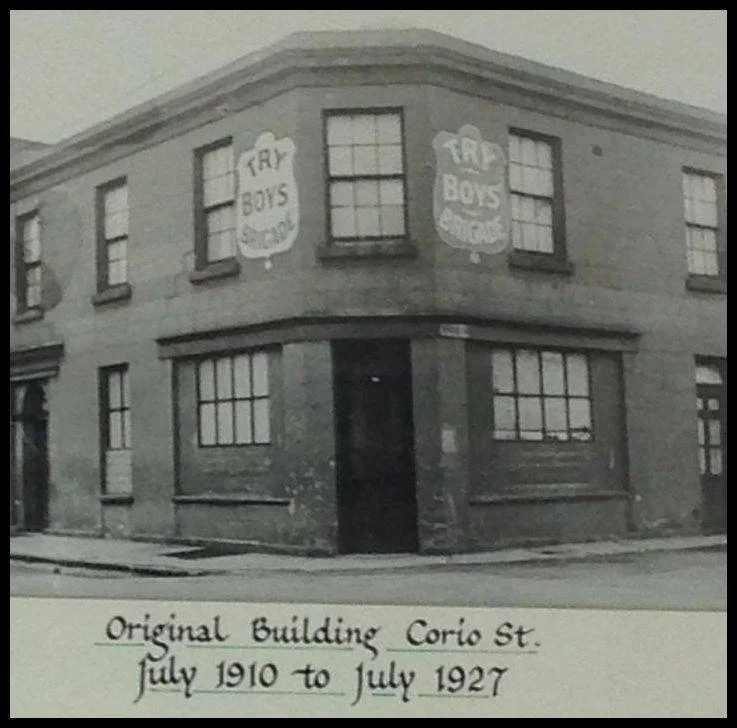 TRY
BOYS
BRIGADE
TRY
BOYS
BRIGADE
Original Building Corio St.
July 1910 to July 1927